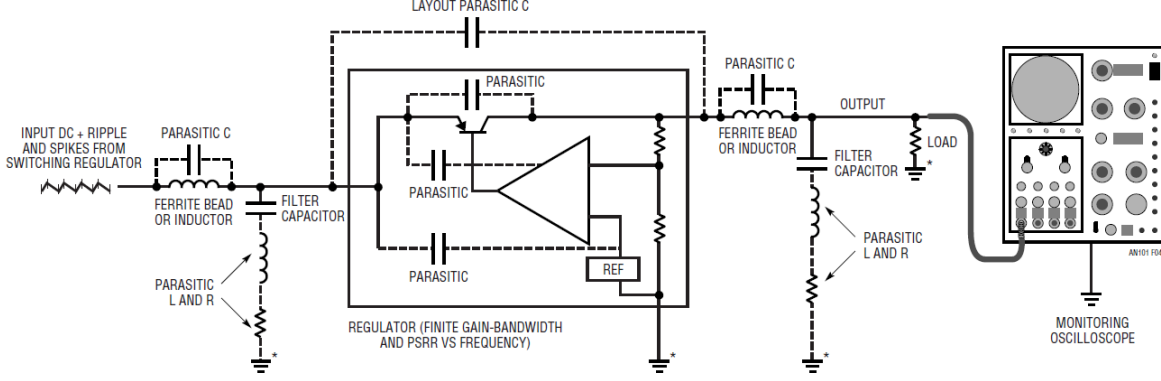 LAYOUT PARASITIC C
PARASITIC
PARASITIC C
OUTPUT
INPUT DC + RIPPLE
AND SPIKES FROM
SWITCHING REGULATOR
PARASITIC C
FERRITE BEAD
OR INDUCTOR
LOAD
*
FILTER
CAPACITOR
*
FERRITE BEAD
OR INDUCTOR
FILTER
CAPACITOR
PARASITIC
PARASITIC
REF
PARASITIC
L AND R
PARASITIC
L AND R
AN101 F04
REGULATOR (FINITE GAIN-BANDWIDTH
AND PSRR VS FREQUENCY)
MONITORING
OSCILLOSCOPE
*
*